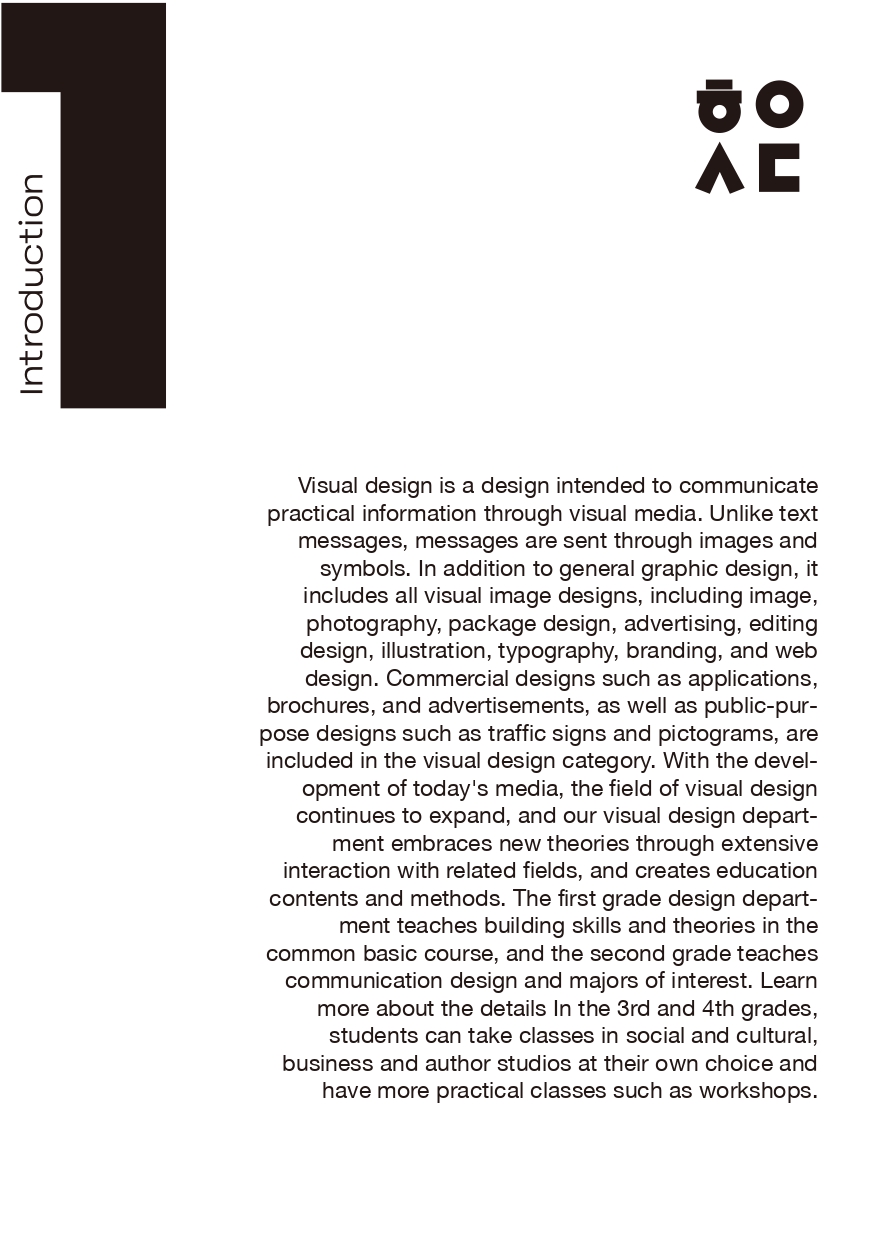 1
Introduction
ㅎㅇ
ㅅㄷ
Visual design is a design intended to communicate
practical information through visual media. Unlike text
messages, messages are sent through images and
symbols. In addition to general graphic design, it
includes all visual image designs, including image,
photography, package design, advertising, editing
design, illustration, typography, branding, and web
design. Commercial designs such as applications,
brochures, and advertisements, as well as public-pur-
pose designs such as traffic signs and pictograms, are
included in the visual design category. With the devel-
opment of today's media, the field of visual design
continues to expand, and our visual design depart-
ment embraces new theories through extensive
interaction with related fields, and creates education
contents and methods. The first grade design depart-
ment teaches building skills and theories in the
common basic course, and the second grade teaches
communication design and majors of interest. Learn
more about the details In the 3rd and 4th grades,
students can take classes in social and cultural,
business and author studios at their own choice and
have more practical classes such as workshops.